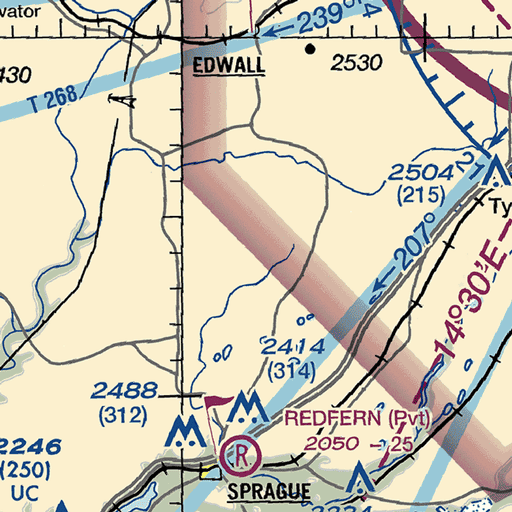 vator
239°
EDWALL
2530
430
T 268
2504
(215)
21
Ty
207°
14°30'E
2414
(314)
2488
(312)
REDFERN (Pvt)
2050 - 25
R
2246
(250)
UC
SPRAGUE